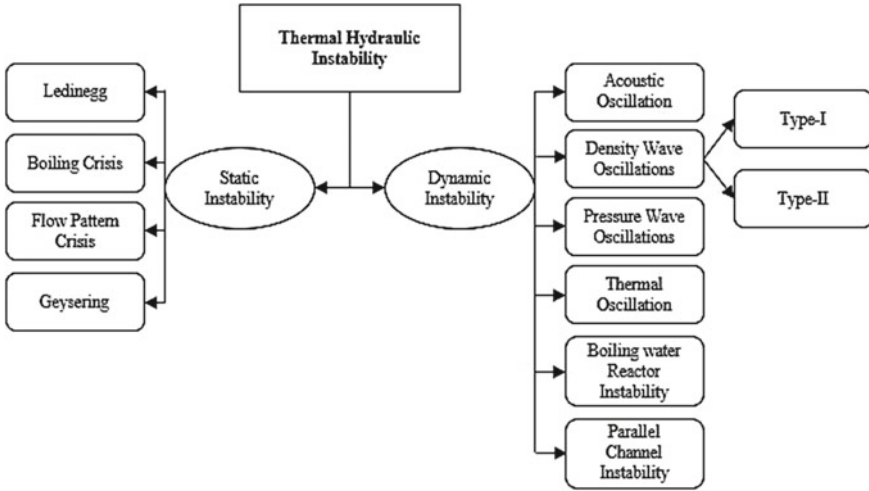 Thermal Hydraulic
Instability
Ledinegg
Boiling Crisis
Flow Pattern
Crisis
Geysering
Static
Instability
Dynamic
Instability
Acoustic
Oscillation
Density Wave
Oscillations
Pressure Wave
Oscillations
Thermal
Oscillation
Boiling water
Reactor
Instability
Parallel
Channel
Instability
Type-I
Type-II